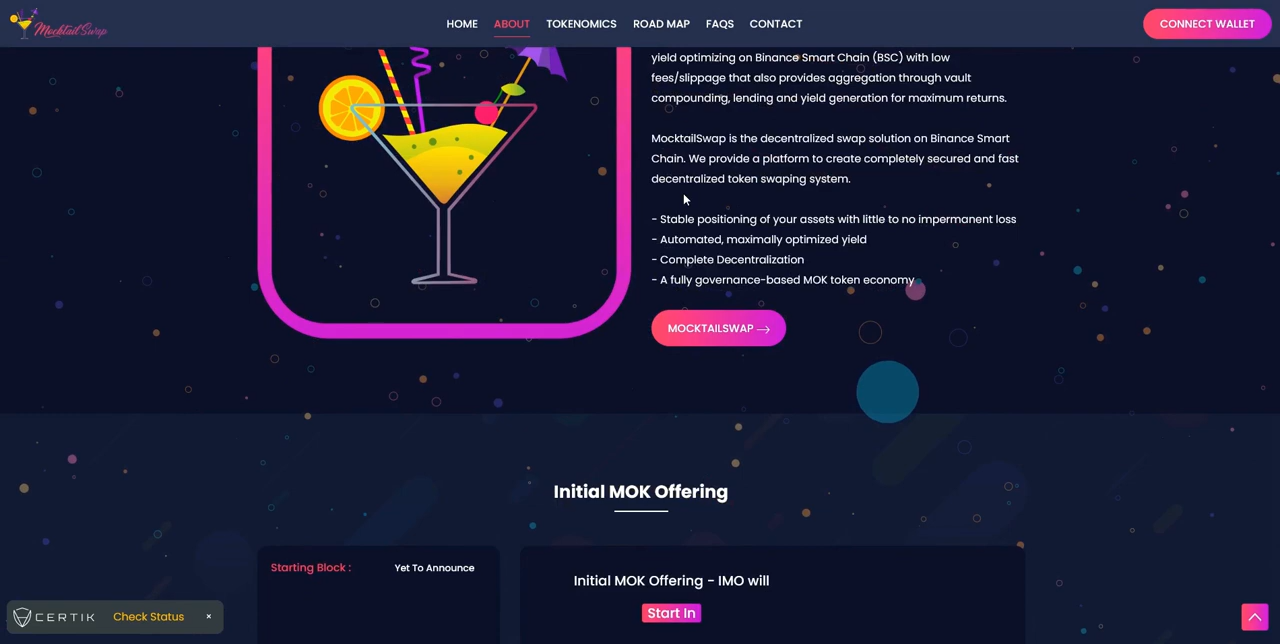 MocktailSwap
HOME
ABOUT
TOKENOMICS
ROAD MAP
FAQS
CONTACT
CONNECT WALLET
yield optimizing on Binance Smart Chain (BSC) with low
fees/slippage that also provides aggregation through vault
compounding, lending and yield generation for maximum returns.
MocktailSwap is the decentralized swap solution on Binance Smart
Chain. We provide a platform to create completely secured and fast
decentralized token swaping system.
- Stable positioning of your assets with little to no impermanent loss
- Automated, maximally optimized yield
- Complete Decentralization
- A fully governance-based MOK token economy
MOCKTAILSWAP
Initial MOK Offering
Starting Block :
Yet To Announce
Initial MOK Offering - IMO will
Start In
CERTIK
Check Status
×